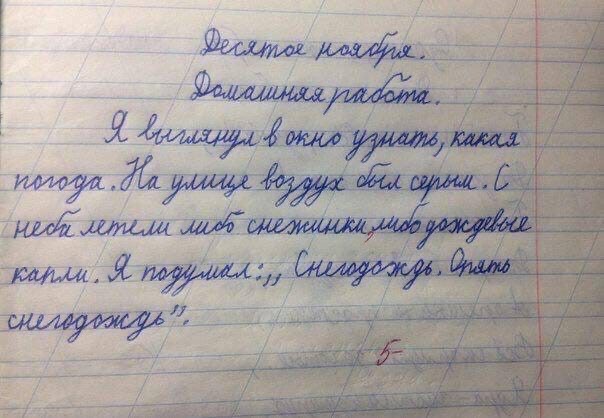 Десятое ноября.
Домашняя работа.
Я выглянул в окно узнать, какая
погода. На улице воздух был серым. С
неба летели либо снежинки, либо дождевые
капли. Я подумал: „ Снегодождь. Опять
снегодождь”.
5-